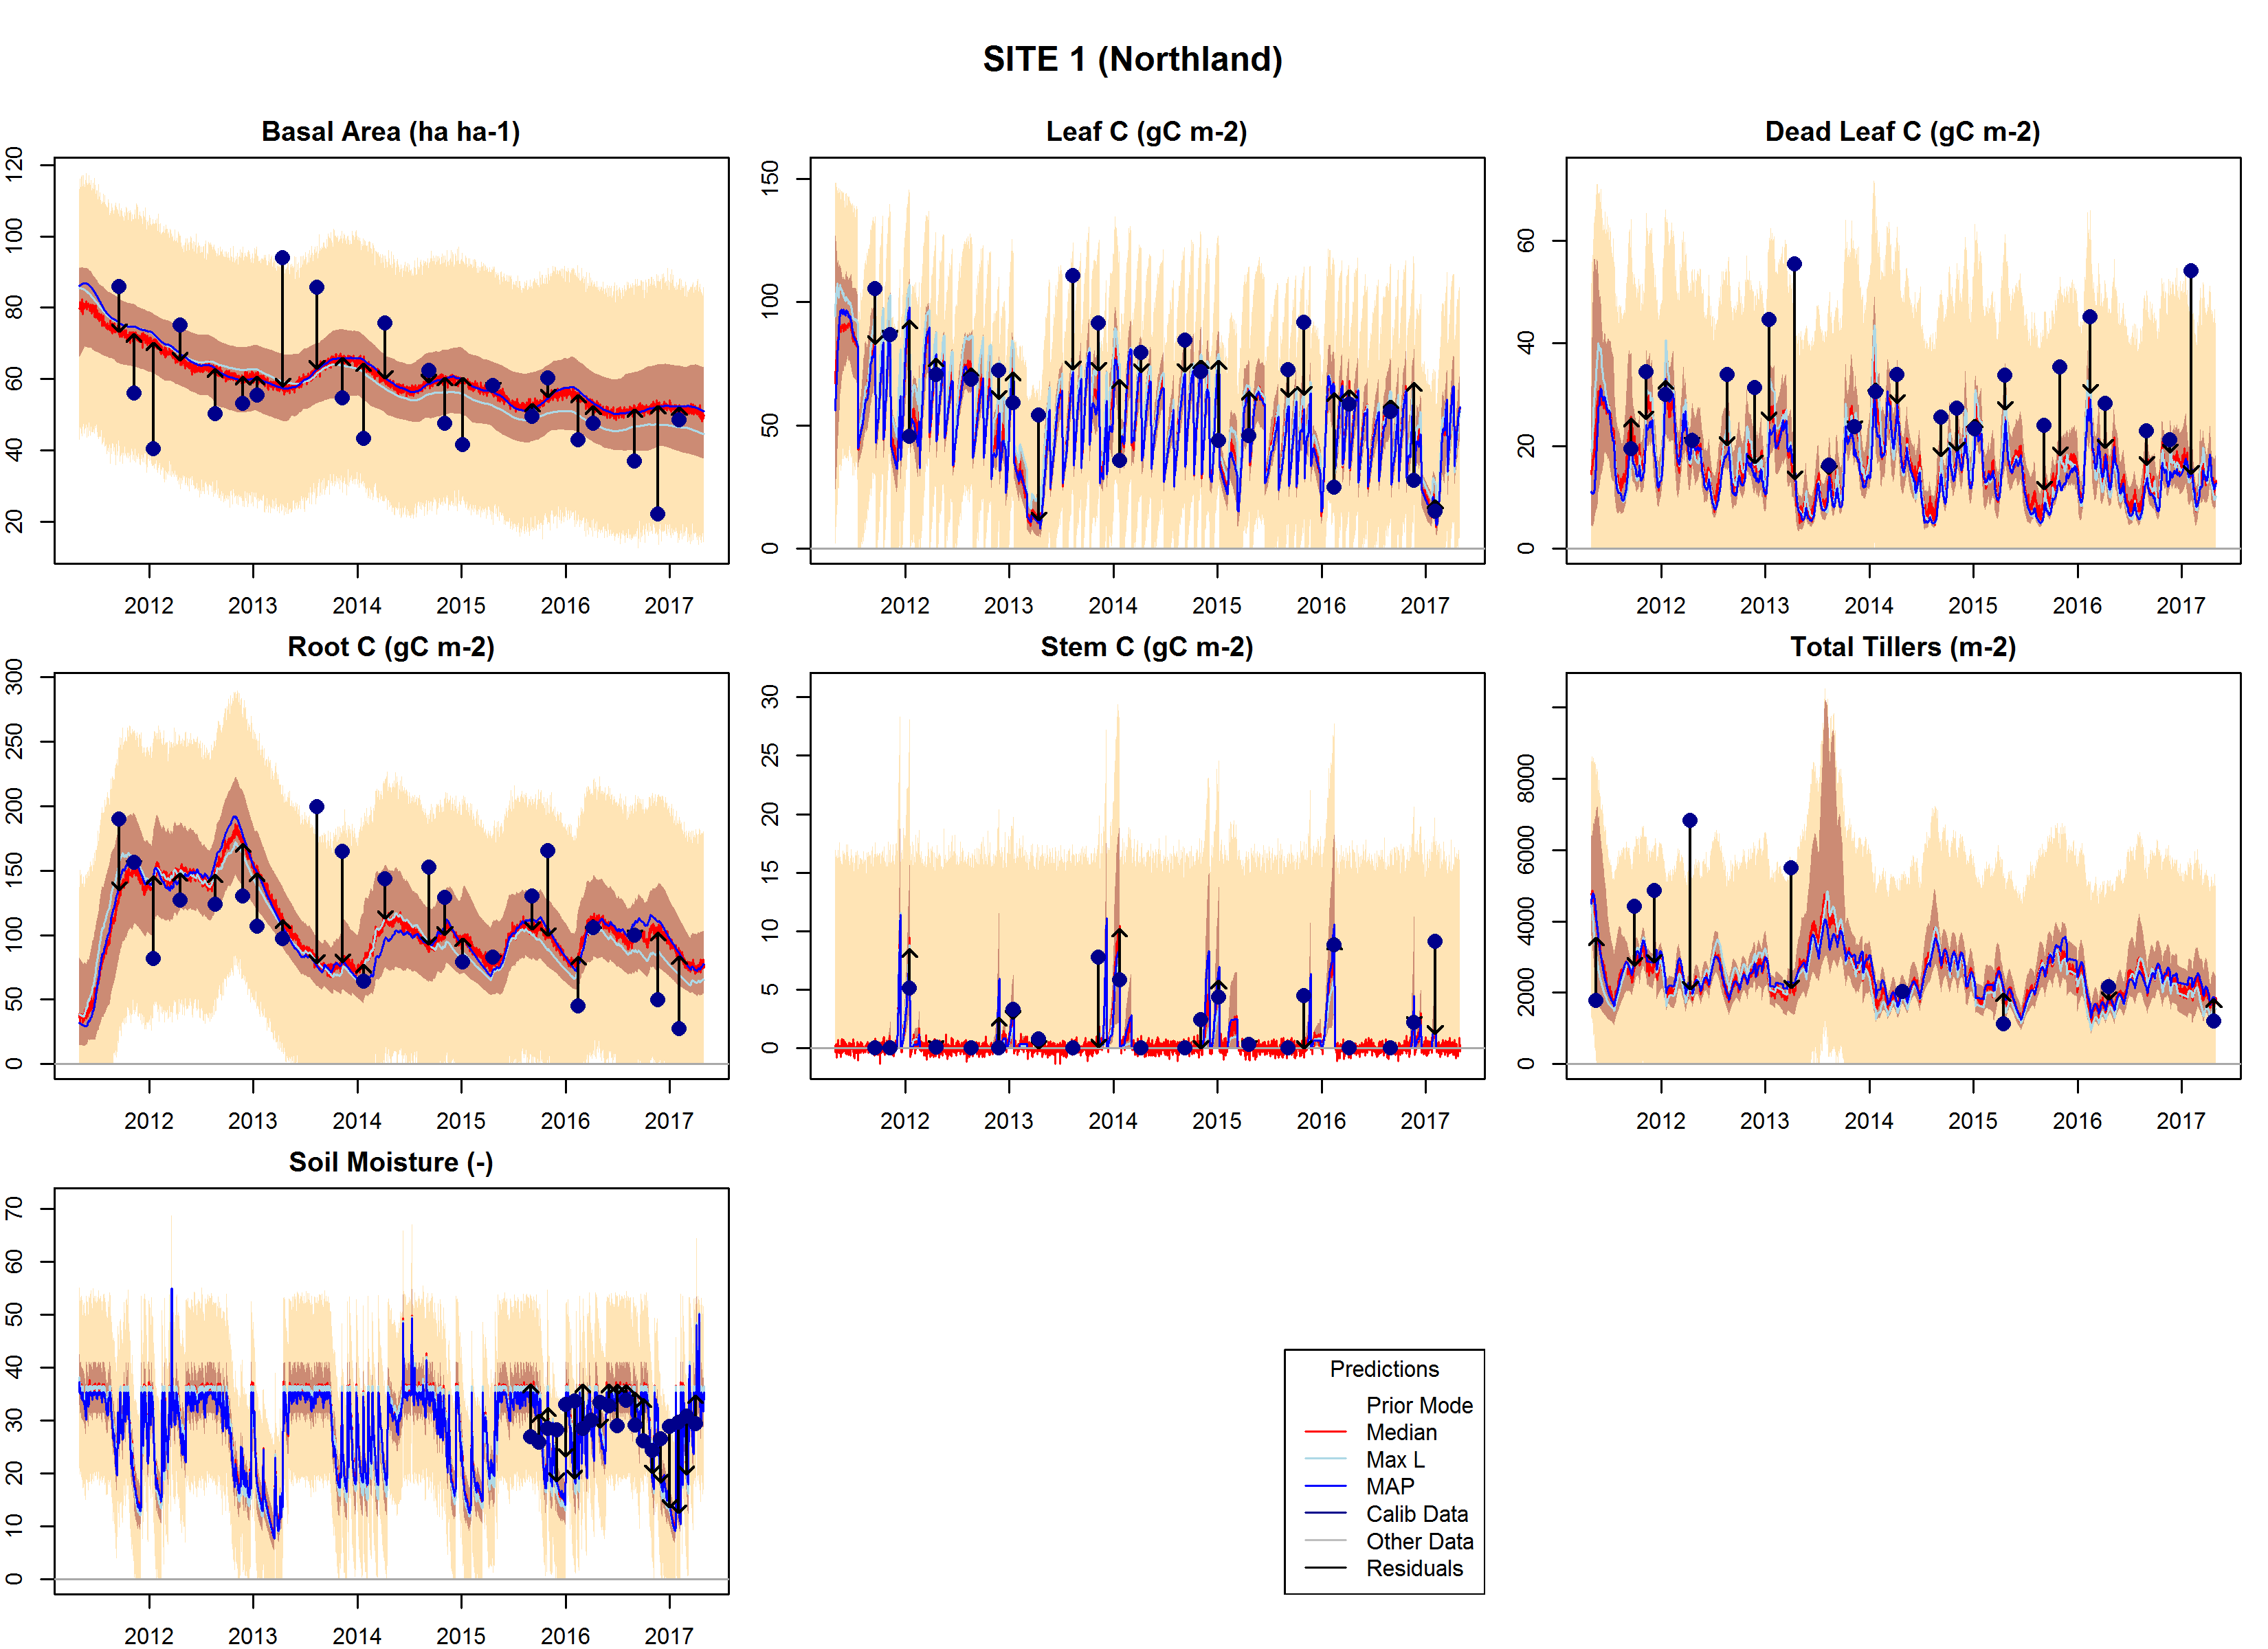 SITE 1 (Northland)
Basal Area (ha ha-1)
120
100
80
60
40
20
2012 2013 2014 2015 2016 2017
Leaf C (gC m-2)
150
100
50
0
2012 2013 2014 2015 2016 2017
Dead Leaf C (gC m-2)
60
40
20
0
2012 2013 2014 2015 2016 2017
Root C (gC m-2)
300
250
200
150
100
50
0
2012 2013 2014 2015 2016 2017
Stem C (gC m-2)
30
25
20
15
10
5
0
2012 2013 2014 2015 2016 2017
Total Tillers (m-2)
8000
6000
4000
2000
0
2012 2013 2014 2015 2016 2017
Soil Moisture (-)
70
60
50
40
30
20
10
0
2012 2013 2014 2015 2016 2017
Predictions
Prior Mode
Median
Max L
MAP
Calib Data
Other Data
Residuals